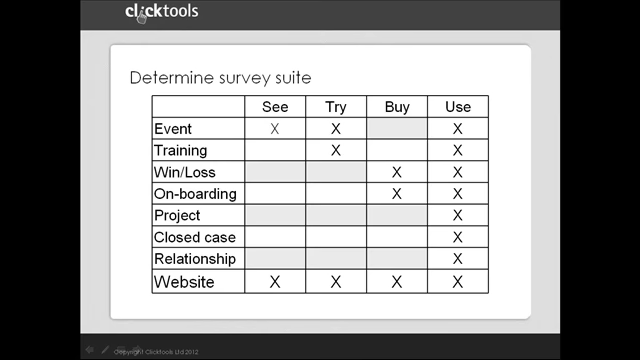 clicktools
Determine survey suite
See Try Buy Use
Event X X X
Training X X
Win/Loss X X
On-boarding X X
Project X
Closed case X
Relationship X
Website X X X X
Copyright Clicktools Ltd 2012